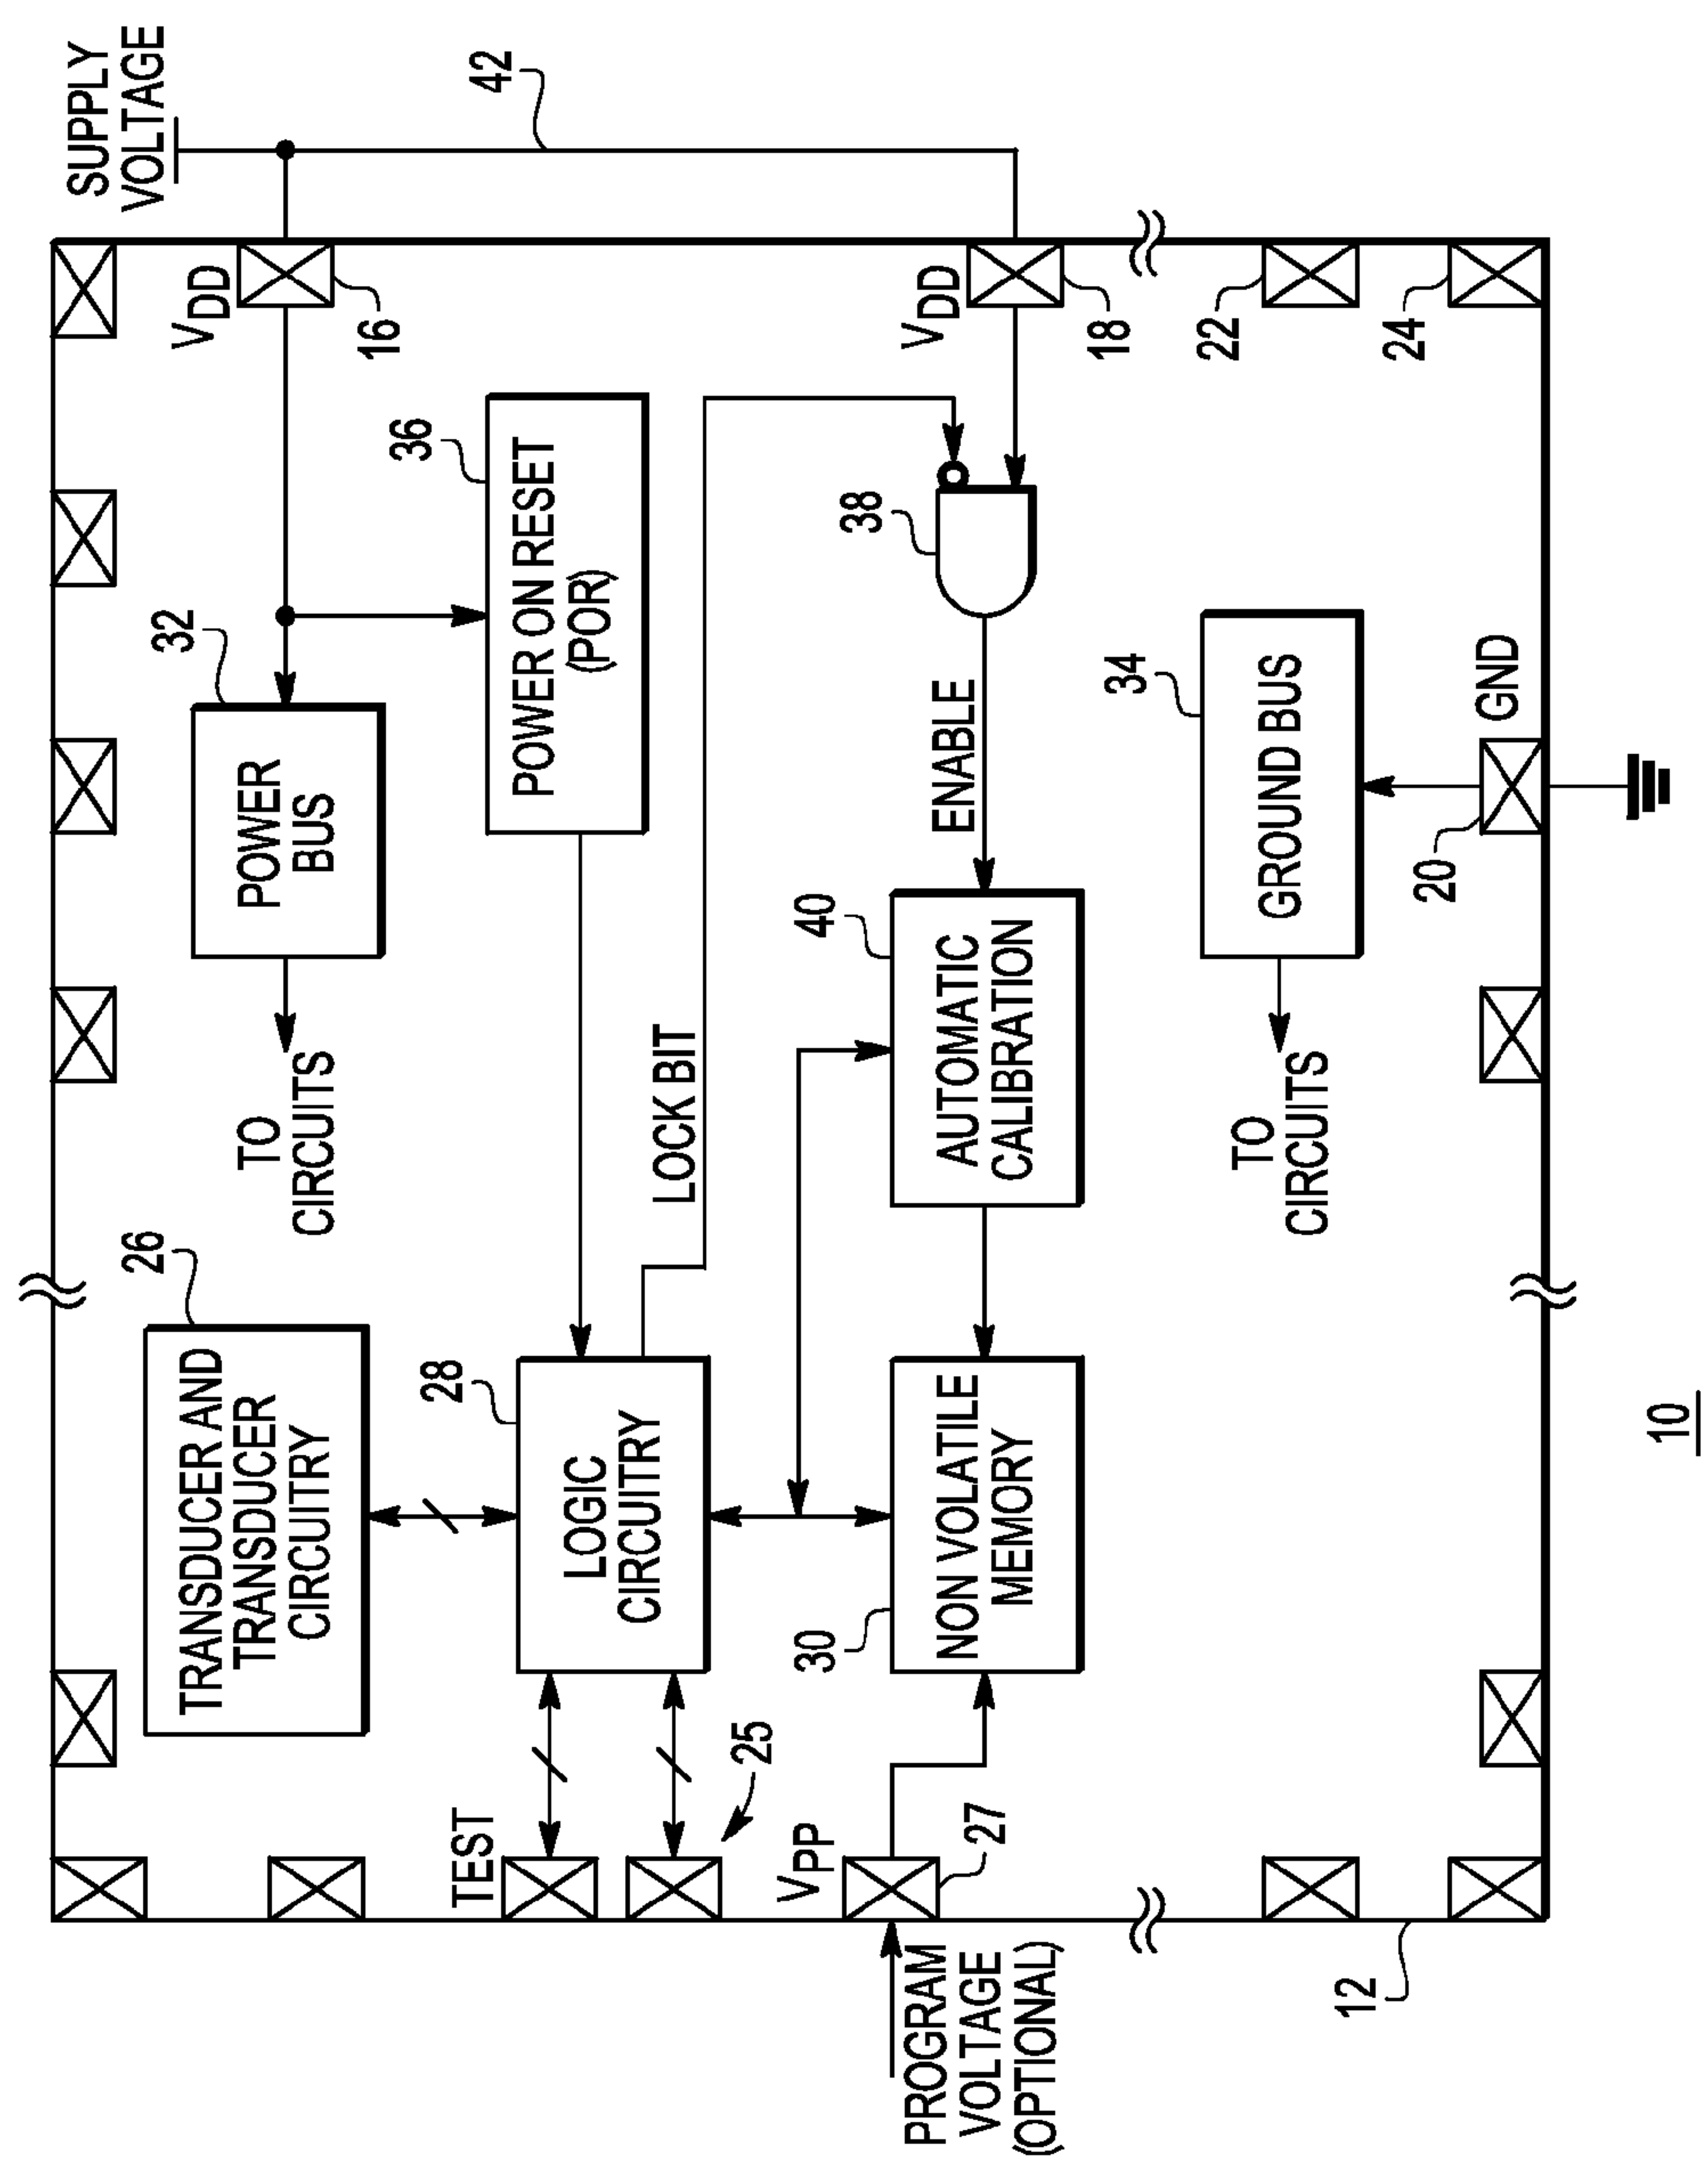 SUPPLY
VOLTAGE
42
VDD
16
VDD
18
22
24
36
POWER ON RESET
(POR)
38
32
POWER
BUS
TO
CIRCUITS
ENABLE
34
GROUND BUS
GND
20
TO
CIRCUITS
40
AUTOMATIC
CALIBRATION
LOCK BIT
26
TRANSDUCER AND
TRANSDUCER
CIRCUITRY
28
LOGIC
CIRCUITRY
30
NON VOLATILE
MEMORY
TEST
25
VPP
27
PROGRAM
VOLTAGE
(OPTIONAL)
12
10